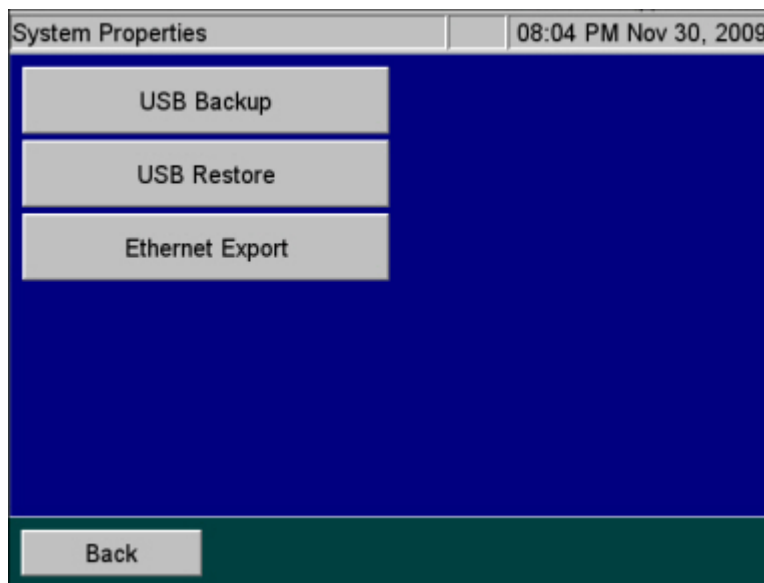 System Properties 08:04 PM Nov 30, 2009
USB Backup
USB Restore
Ethernet Export
Back